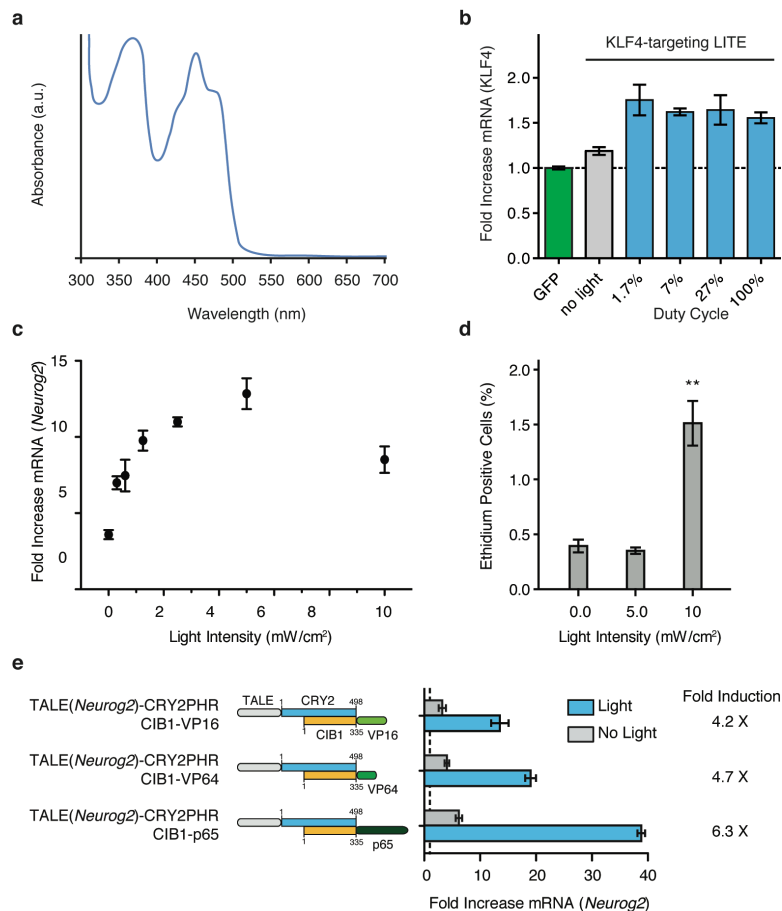 a
Absorbance (a.u.)
300 350 400 450 500 550 600 650 700
Wavelength (nm)
b
KLF4-targeting LITE
Fold Increase mRNA (KLF4)
2.0
1.5
1.0
0.5
0.0
GFP no light 1.7% 7% 27% 100%
Duty Cycle
c
Fold Increase mRNA (Neurog2)
15
10
5
0
0 2 4 6 8 10
Light Intensity (mW/cm²)
d
Ethidium Positive Cells (%)
2.0
1.5
1.0
0.5
0.0
**
0.0 5.0 10
Light Intensity (mW/cm²)
e
TALE(Neurog2)-CRY2PHR
CIB1-VP16
TALE 1 CRY2 498
1 CIB1 335 VP16
TALE(Neurog2)-CRY2PHR
CIB1-VP64
1 498
1 335 VP64
TALE(Neurog2)-CRY2PHR
CIB1-p65
1 498
1 335 p65
Light
No Light
0 10 20 30 40
Fold Increase mRNA (Neurog2)
Fold Induction
4.2 X
4.7 X
6.3 X